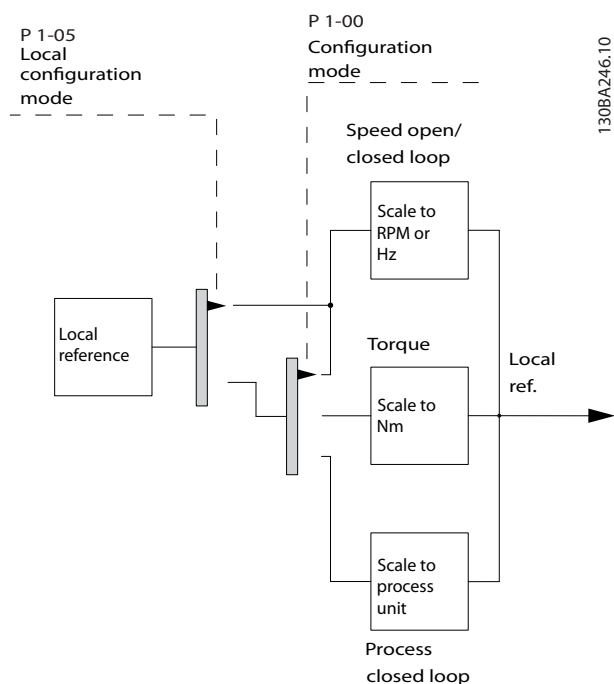 P 1-05
Local
configuration
mode
P 1-00
Configuration
mode
130BA246.10
Speed open/
closed loop
Scale to
RPM or
Hz
Local
reference
Torque
Scale to
Nm
Local
ref.
Scale to
process
unit
Process
closed loop